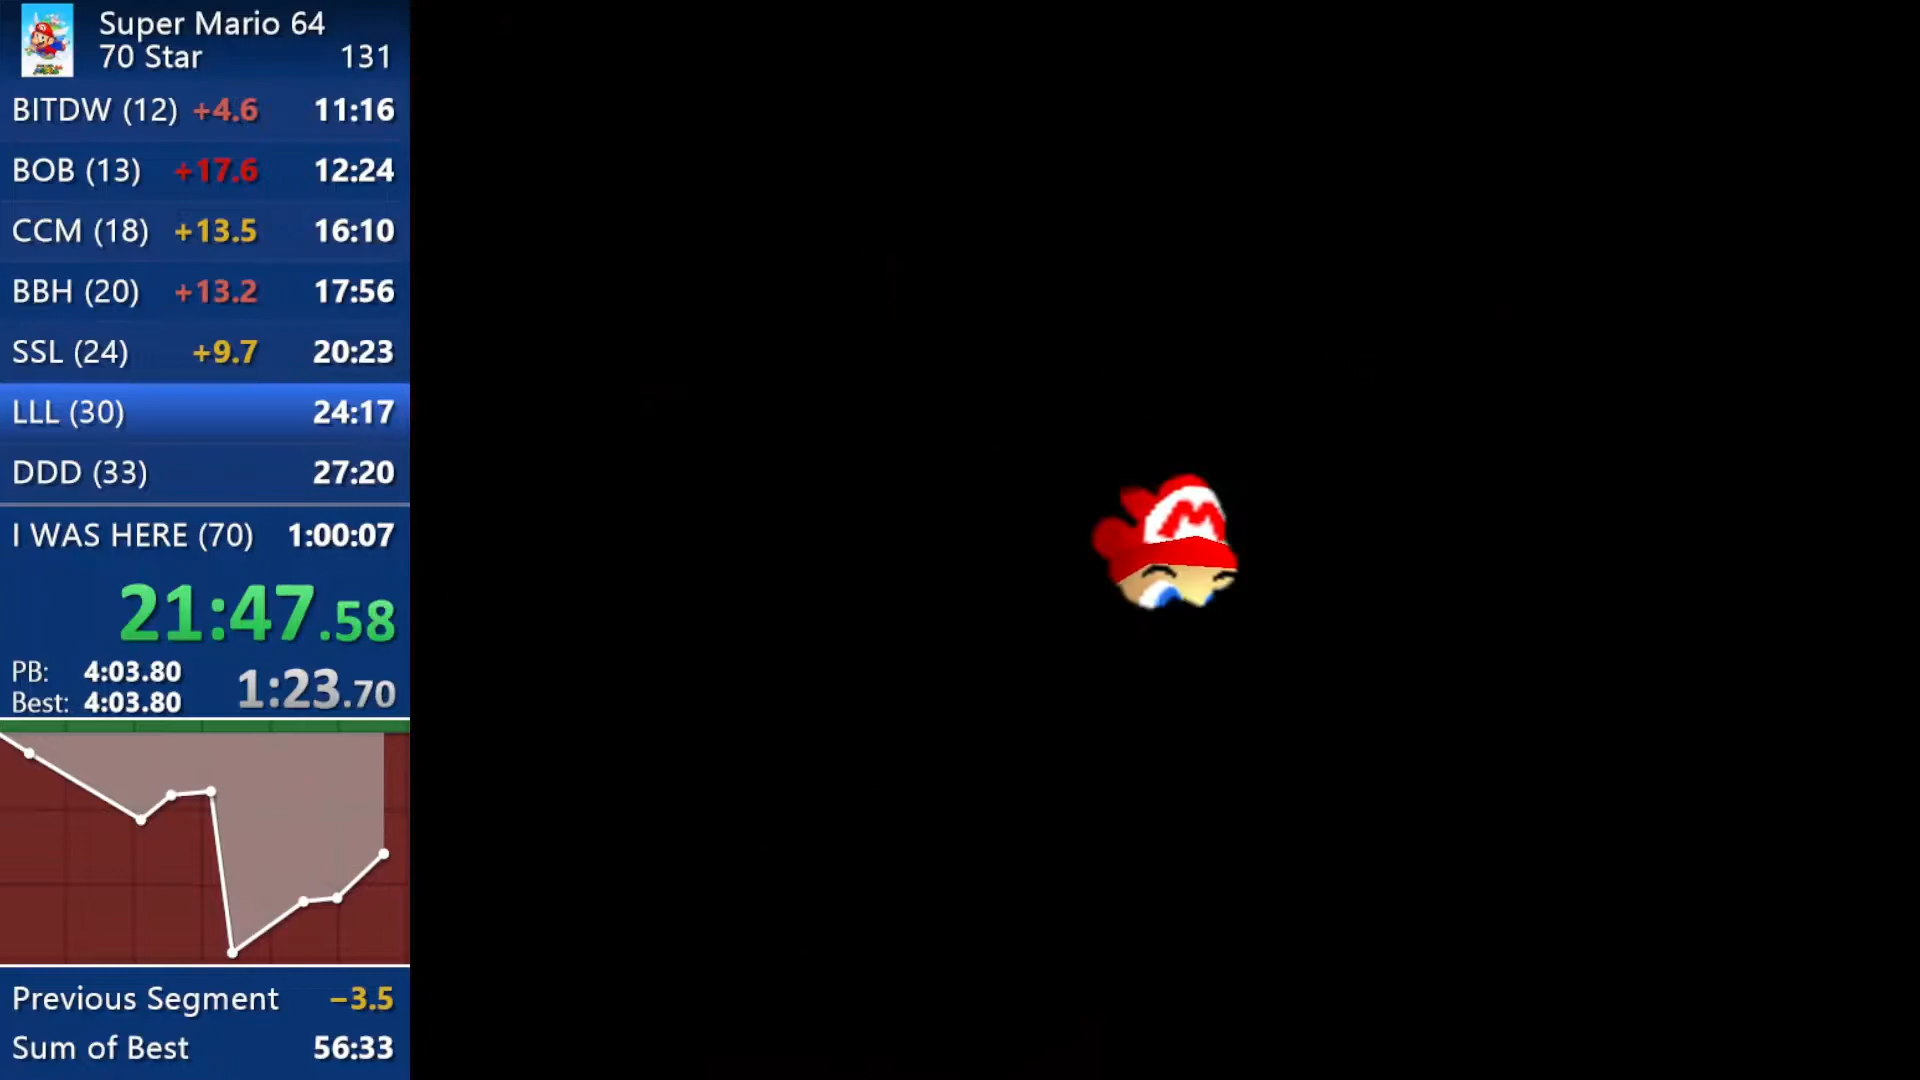 Super Mario 64
70 Star 131
BITDW (12) +4.6 11:16
BOB (13) +17.6 12:24
CCM (18) +13.5 16:10
BBH (20) +13.2 17:56
SSL (24) +9.7 20:23
LLL (30) 24:17
DDD (33) 27:20
I WAS HERE (70) 1:00:07
21:47.58
PB: 4:03.80
Best: 4:03.80
1:23.70
Previous Segment −3.5
Sum of Best 56:33
M